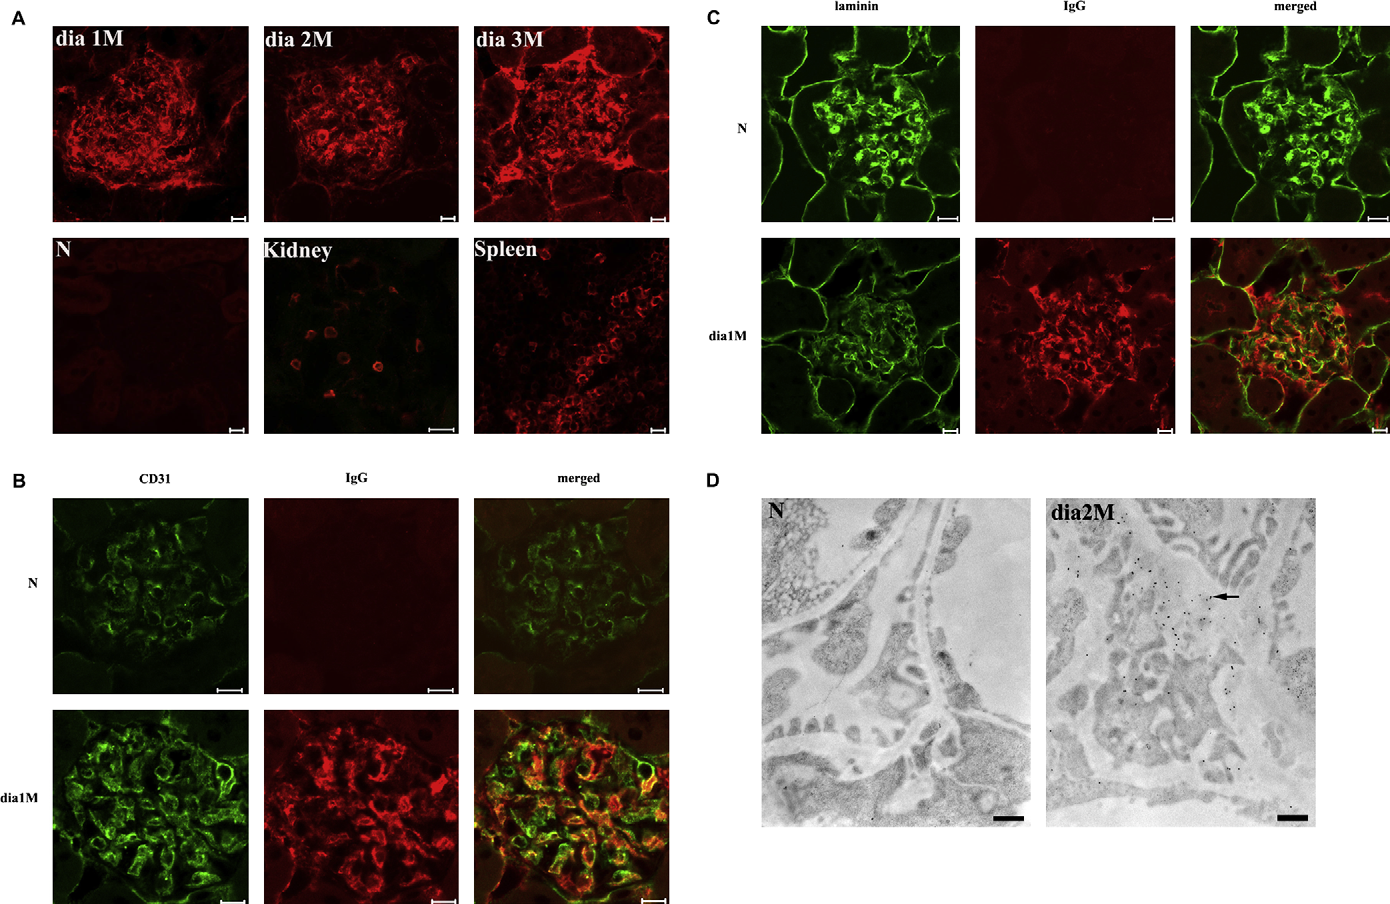 A
dia 1M
dia 2M
dia 3M
N
Kidney
Spleen
B
CD31
IgG
merged
N
dia1M
C
laminin
IgG
merged
N
dia1M
D
N
dia2M